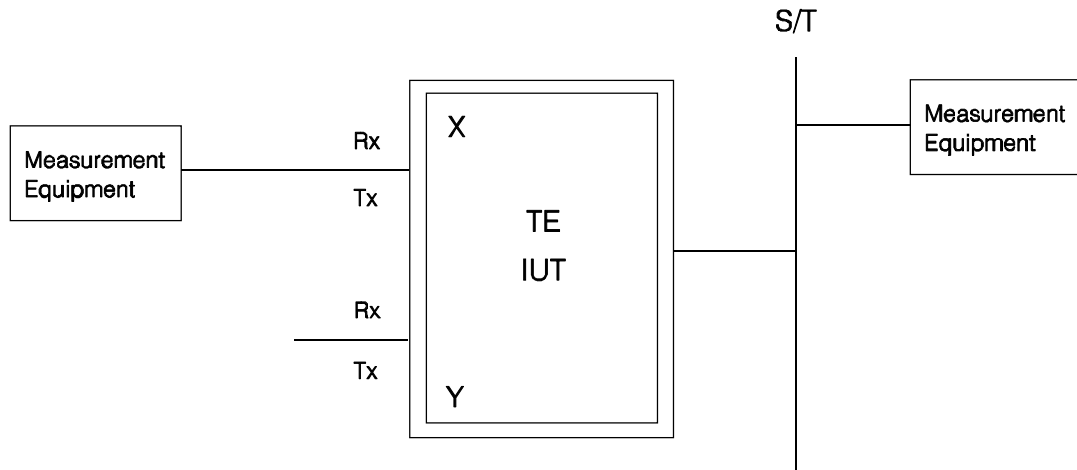 S/T
Measurement
Equipment
Rx
Tx
X
TE
IUT
Measurement
Equipment
Rx
Tx
Y